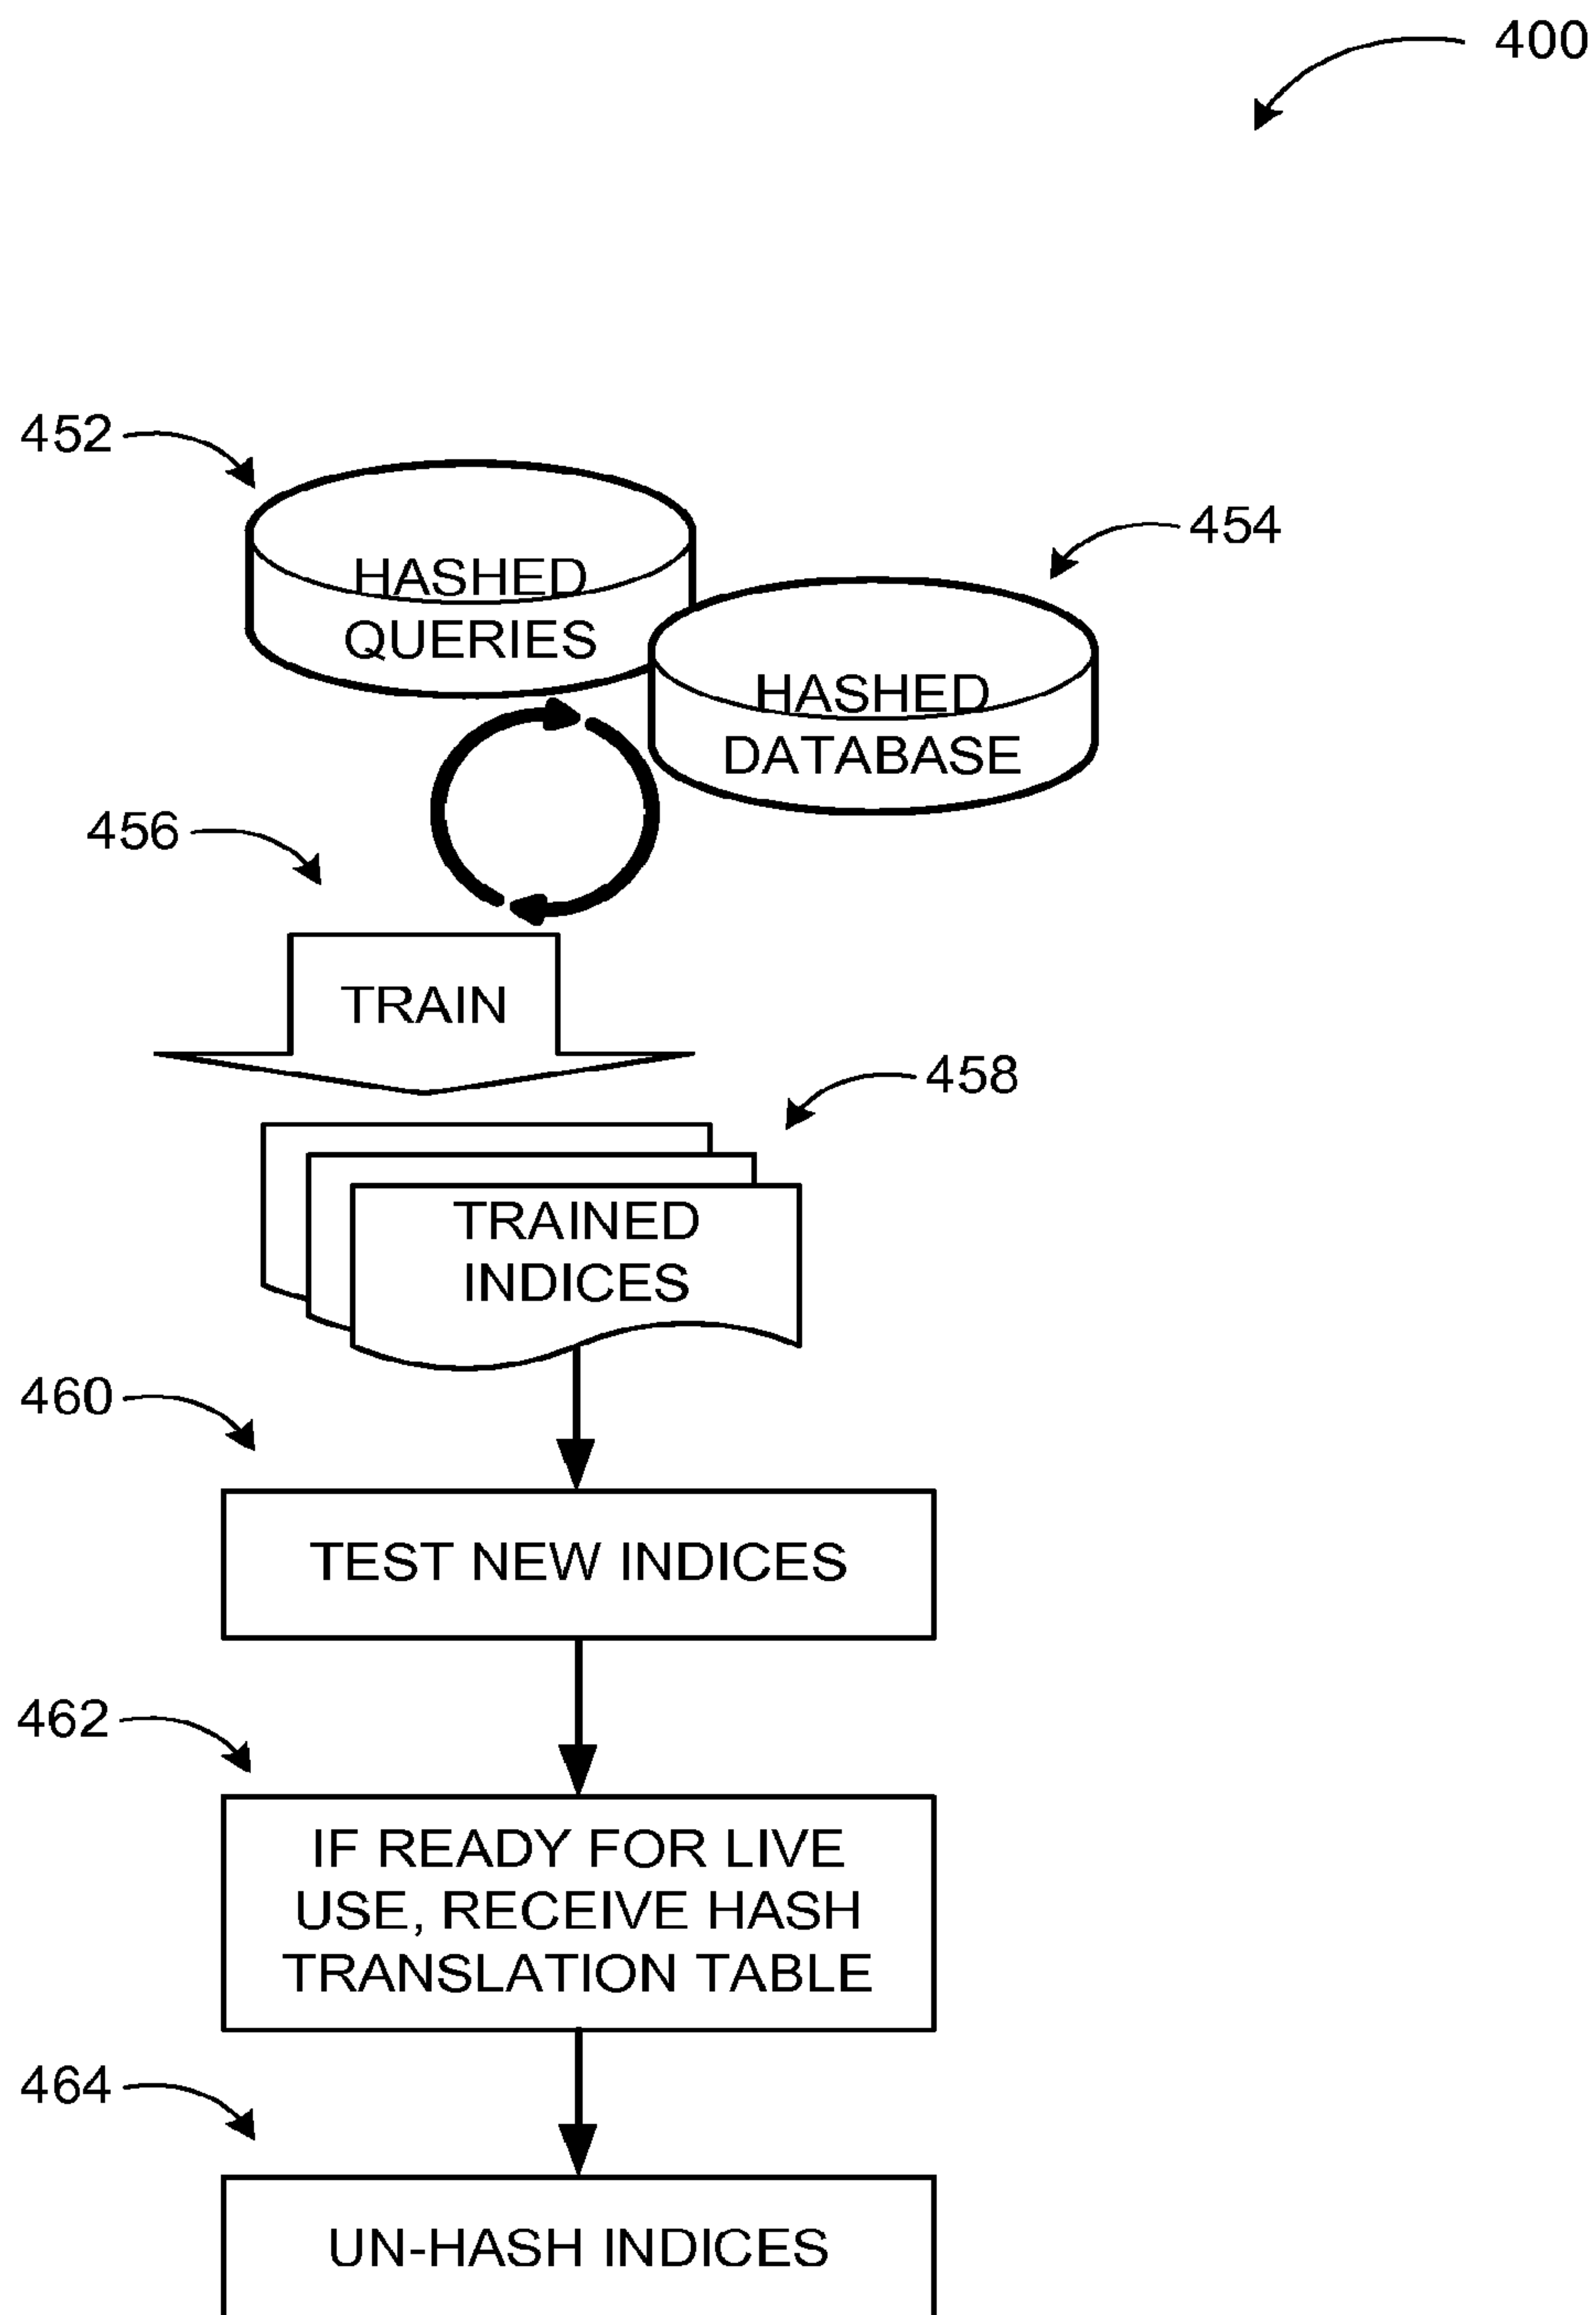 400
452
HASHED
QUERIES
454
HASHED
DATABASE
456
TRAIN
458
TRAINED
INDICES
460
TEST NEW INDICES
462
IF READY FOR LIVE
USE, RECEIVE HASH
TRANSLATION TABLE
464
UN-HASH INDICES